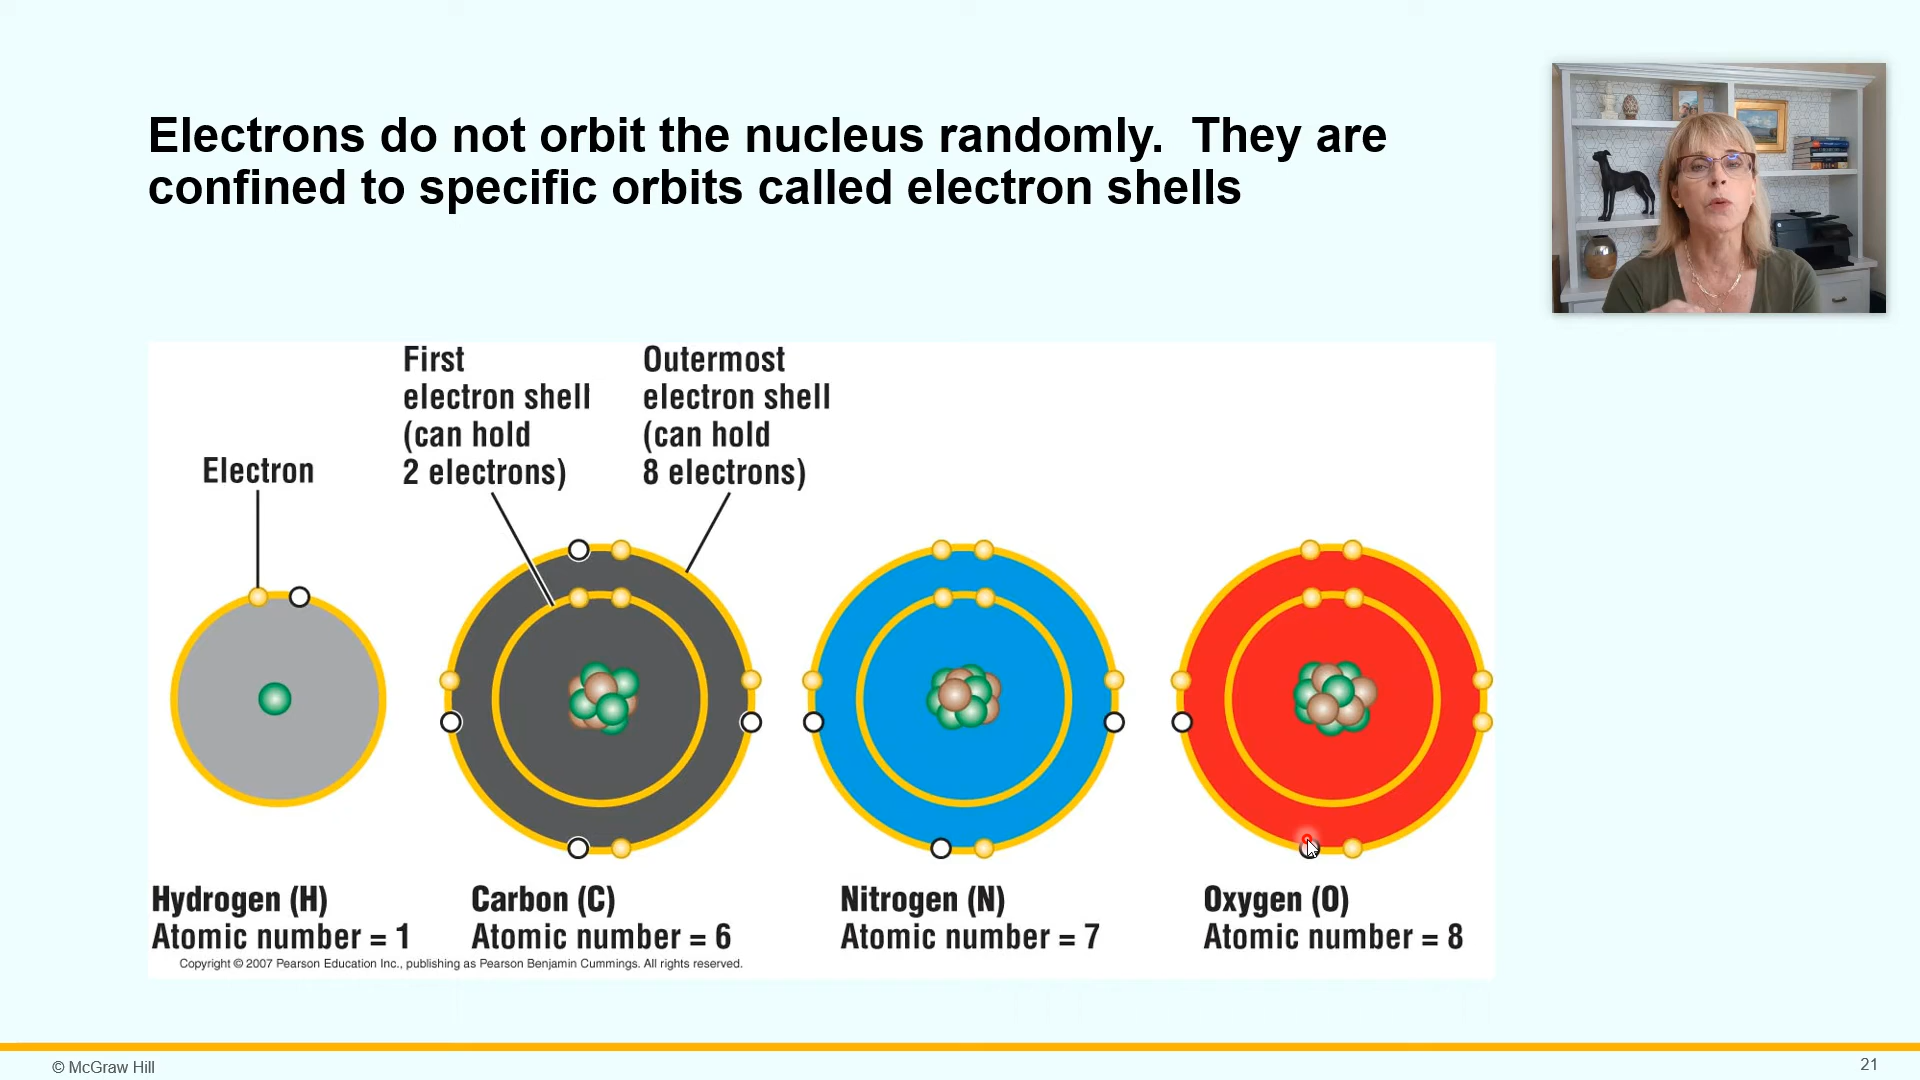 Electrons do not orbit the nucleus randomly.  They are
confined to specific orbits called electron shells
First
electron shell
(can hold
2 electrons)
Outermost
electron shell
(can hold
8 electrons)
Electron
Hydrogen (H)
Atomic number = 1
Carbon (C)
Atomic number = 6
Nitrogen (N)
Atomic number = 7
Oxygen (O)
Atomic number = 8
Copyright © 2007 Pearson Education Inc., publishing as Pearson Benjamin Cummings. All rights reserved.
© McGraw Hill
21